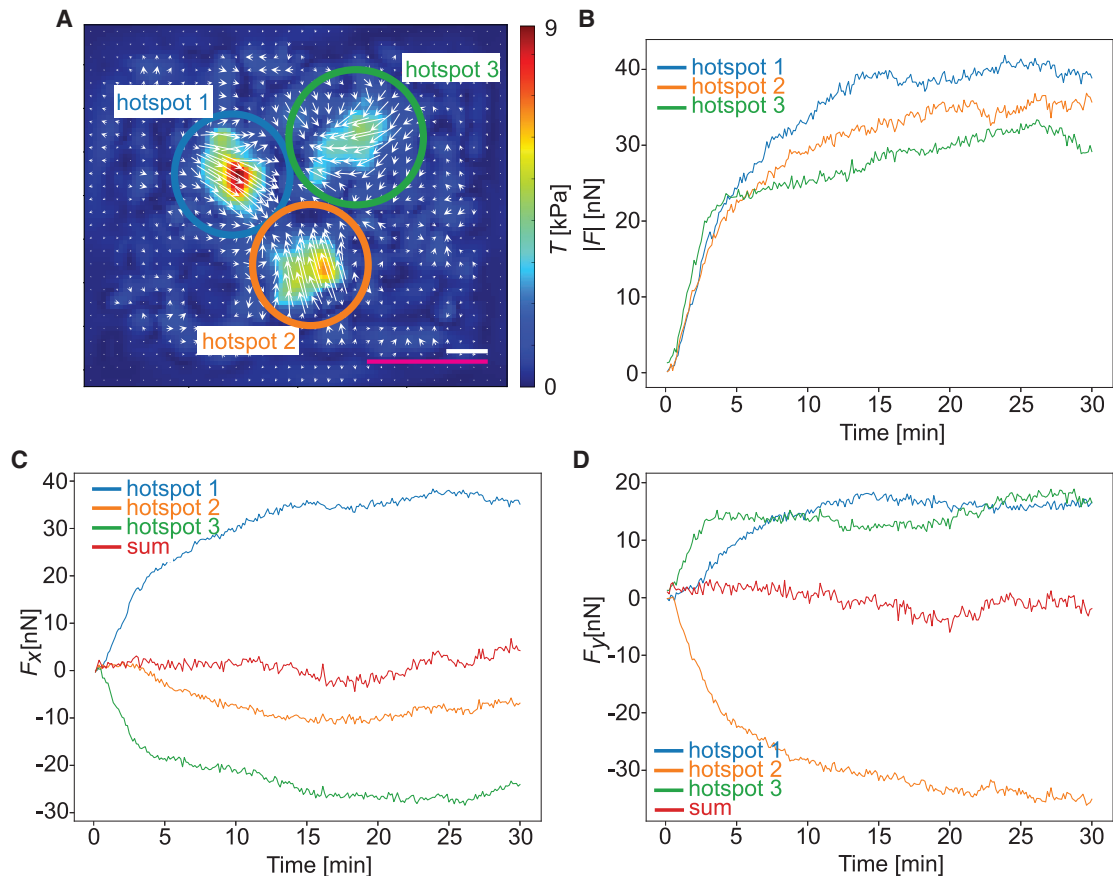 A
9
hotspot 3
hotspot 1
hotspot 2
T [kPa]
0
B
hotspot 1
hotspot 2
hotspot 3
40
30
20
10
0
|F| [nN]
0 5 10 15 20 25 30
Time [min]
C
hotspot 1
hotspot 2
hotspot 3
sum
40
30
20
10
0
-10
-20
-30
Fx[nN]
0 5 10 15 20 25 30
Time [min]
D
20
10
0
-10
-20
-30
Fy[nN]
hotspot 1
hotspot 2
hotspot 3
sum
0 5 10 15 20 25 30
Time [min]